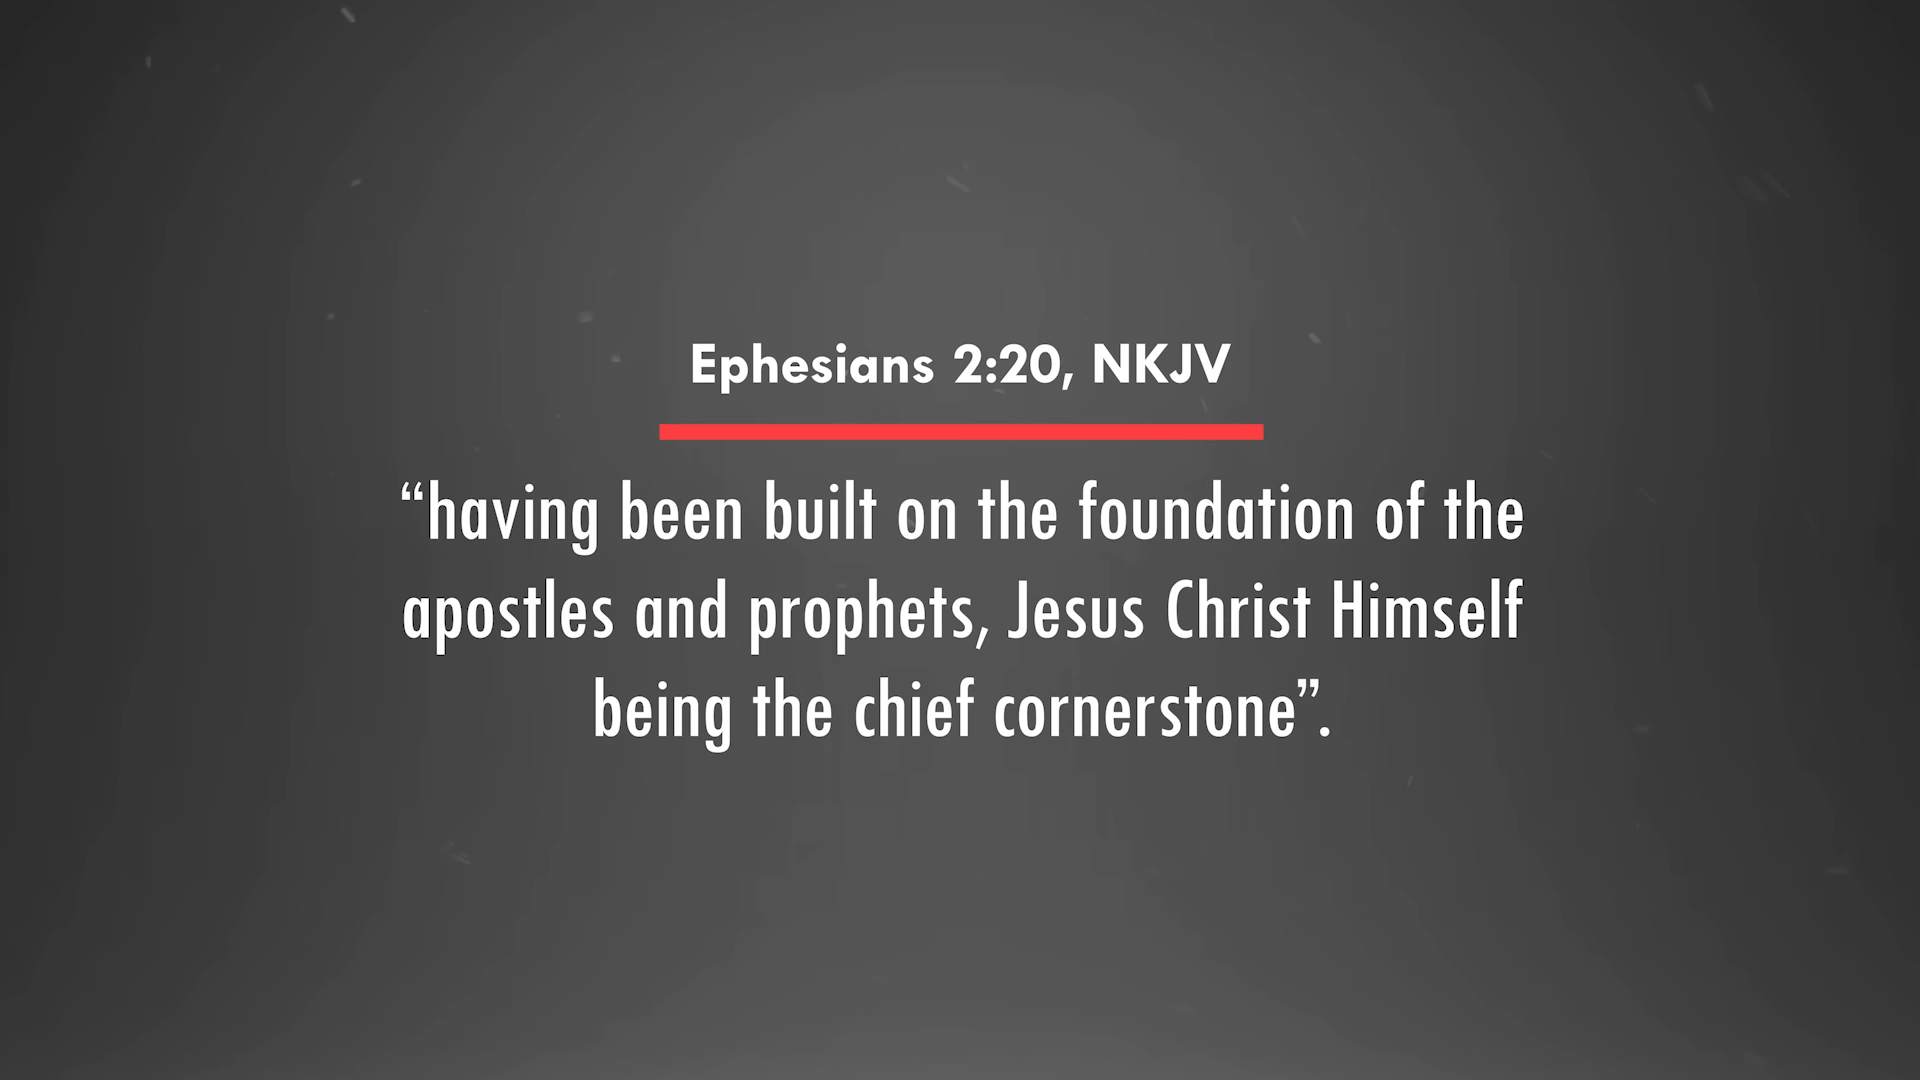 Ephesians 2:20, NKJV
“having been built on the foundation of the
apostles and prophets, Jesus Christ Himself
being the chief cornerstone”.